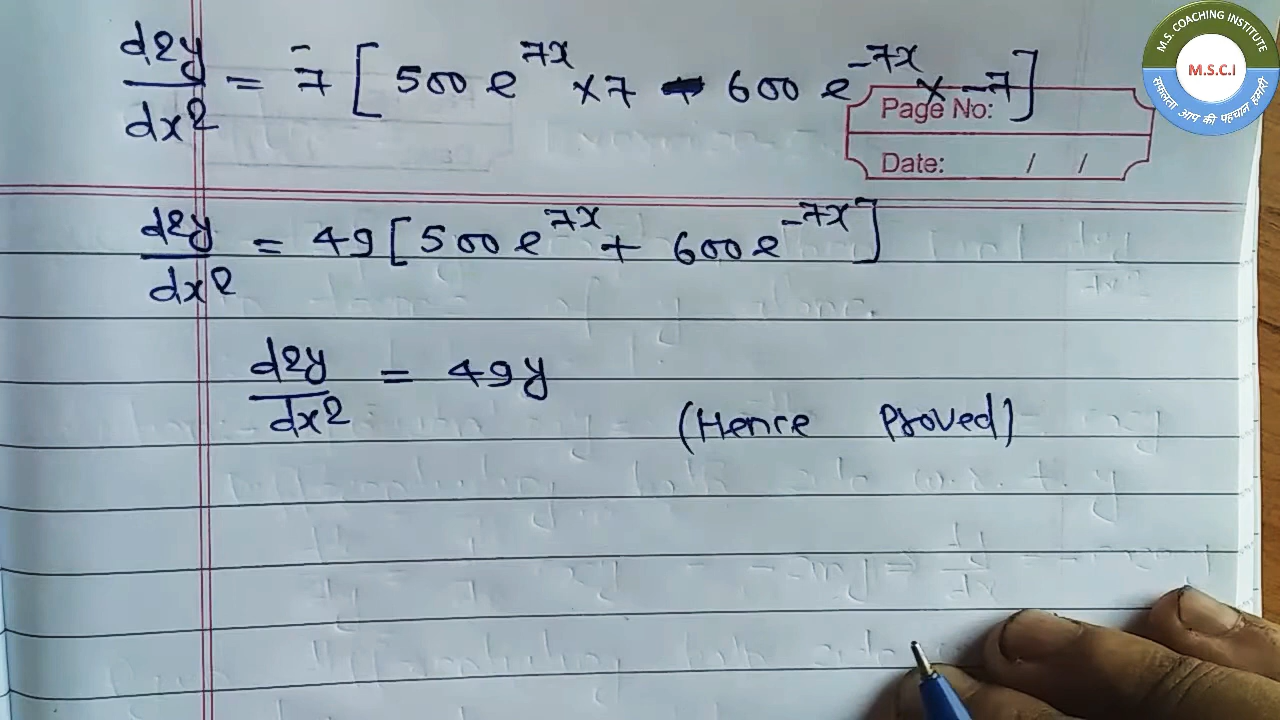 d2y/dx2 = 7 [ 500 e^7x × 7 - 600 e^-7x × -7 ]
M.S. COACHING INSTITUTE
M.S.C.I
सफलता आप की पहचान हमारी
Page No:
Date: / /
d2y/dx2 = 49 [ 500 e^7x + 600 e^-7x ]
d2y/dx2 = 49y
(Hence Proved)